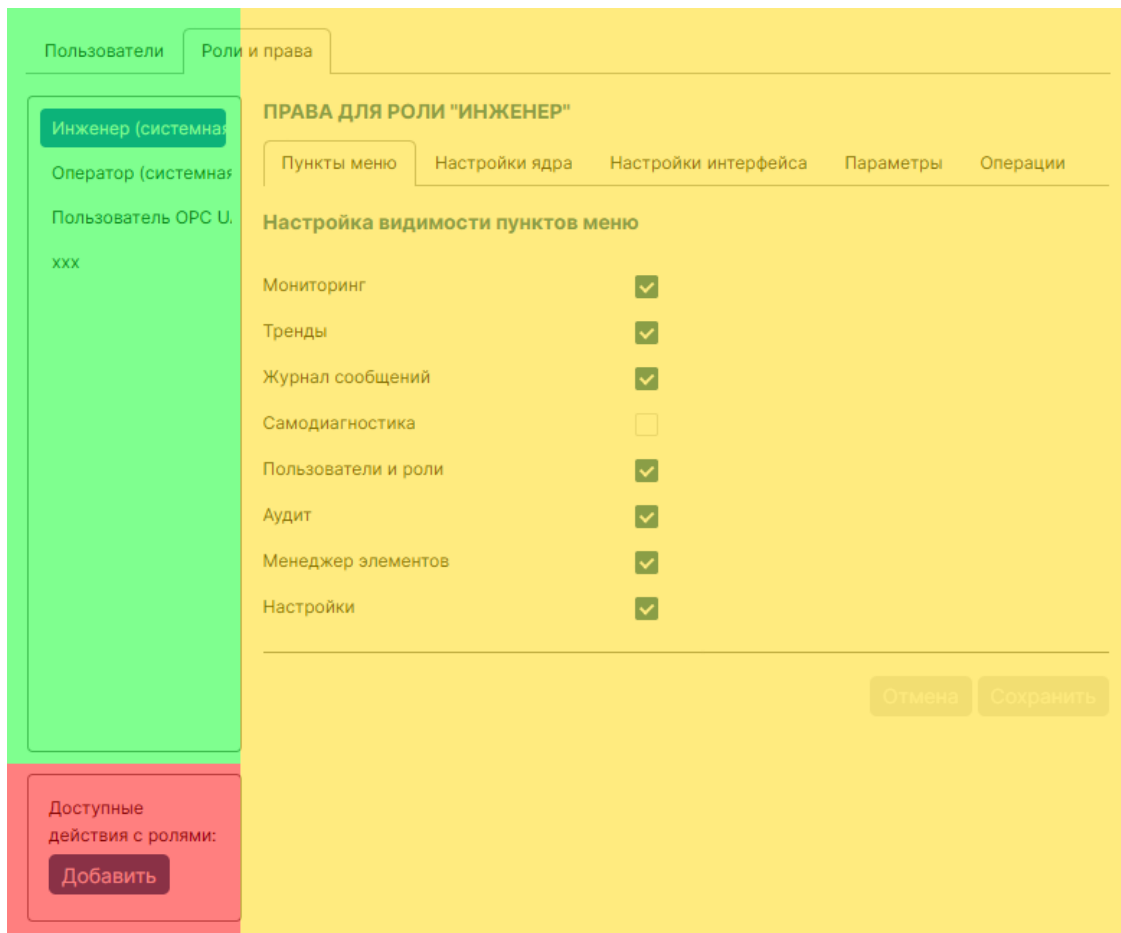 Пользователи
Роли и права
Инженер (системная
Оператор (системная
Пользователь OPC U.
xxx
Доступные
действия с ролями:
Добавить
ПРАВА ДЛЯ РОЛИ "ИНЖЕНЕР"
Пункты меню
Настройки ядра
Настройки интерфейса
Параметры
Операции
Настройка видимости пунктов меню
Мониторинг
Тренды
Журнал сообщений
Самодиагностика
Пользователи и роли
Аудит
Менеджер элементов
Настройки
Отмена
Сохранить